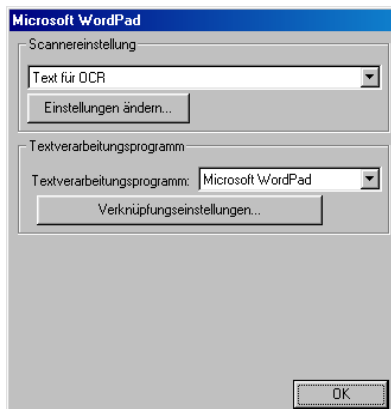 Microsoft WordPad
Scannereinstellung
Text für OCR
Einstellungen ändern...
Textverarbeitungsprogramm
Textverarbeitungsprogramm: Microsoft WordPad
Verknüpfungseinstellungen...
OK